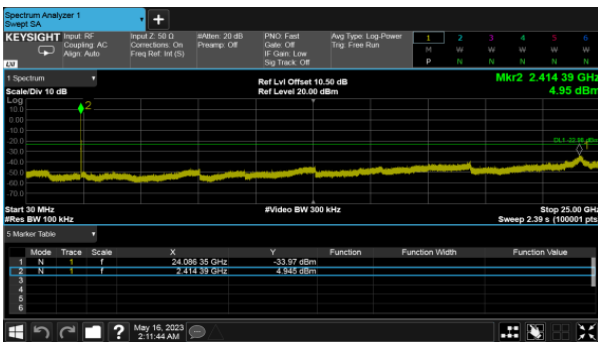 Spectrum Analyzer 1
Swept SA
+
KEYSIGHT Input: RF Input Z: 50 Ω #Atten: 20 dB PNO: Fast Avg Type: Log-Power 1 2 3 4 5 6
Coupling: AC Corrections: On Preamp: Off Gate: Off Trig: Free Run M W W W W W
Align: Auto Freq Ref: Int (S) IF Gain: Low P N N N N N
Sig Track: Off
LXI
1 Spectrum Ref Lvl Offset 10.50 dB Mkr2 2.414 39 GHz
Scale/Div 10 dB Ref Level 20.00 dBm 4.95 dBm
Log
10.0 2
0.00
-10.0
-20.0
-30.0 1
-40.0
-50.0
-60.0
-70.0
Start 30 MHz #Video BW 300 kHz Stop 25.00 GHz
#Res BW 100 kHz Sweep 2.39 s (100001 pts)
5 Marker Table
Mode Trace Scale X Y Function Function Width Function Value
1 N 1 f 24.086 35 GHz -33.97 dBm
2 N 1 f 2.414 39 GHz 4.945 dBm
3
4
5
6
? May 16, 2023
2:11:44 AM